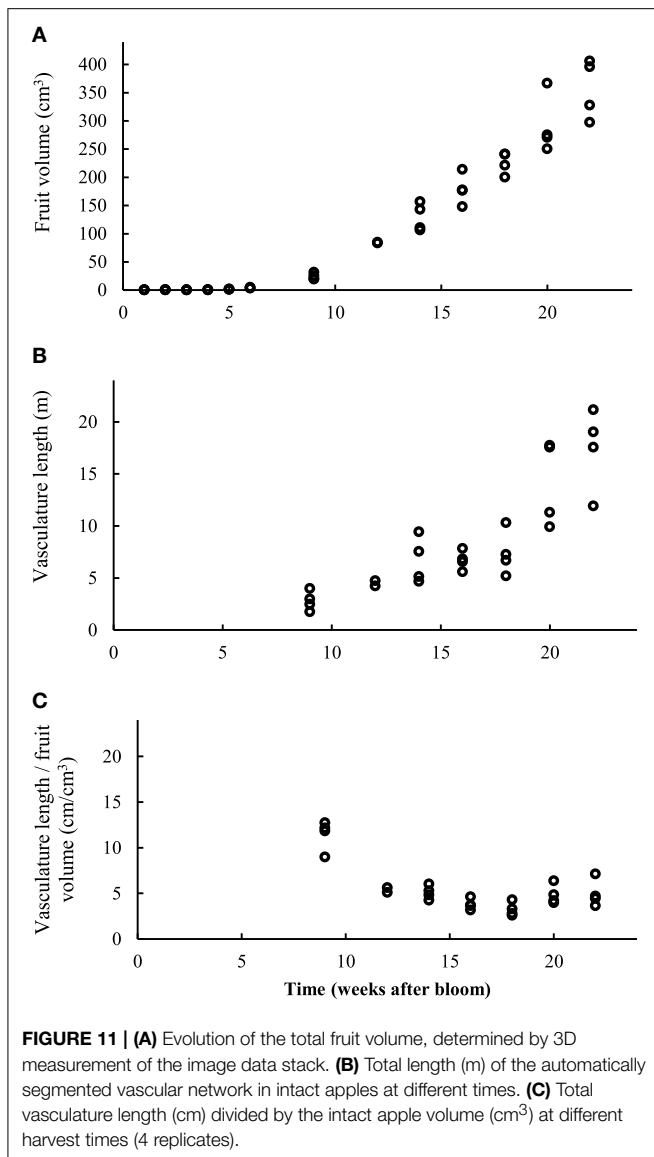 A
Fruit volume (cm³)
400
350
300
250
200
150
100
50
0
0 5 10 15 20
B
Vasculature length (m)
20
15
10
5
0
0 5 10 15 20
C
Vasculature length / fruit
volume (cm/cm³)
20
15
10
5
0
0 5 10 15 20
Time (weeks after bloom)
FIGURE 11 | (A) Evolution of the total fruit volume, determined by 3D
measurement of the image data stack. (B) Total length (m) of the automatically
segmented vascular network in intact apples at different times. (C) Total
vasculature length (cm) divided by the intact apple volume (cm³) at different
harvest times (4 replicates).